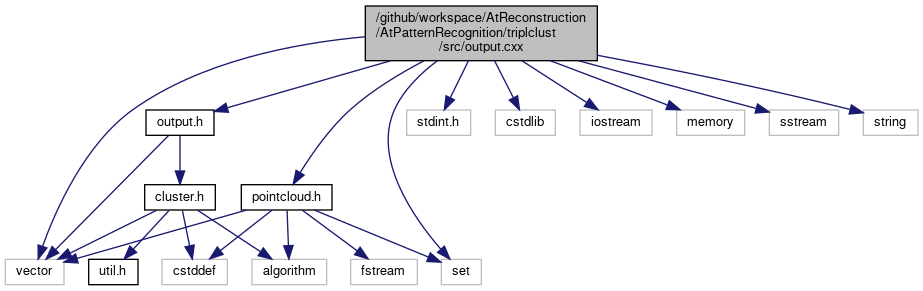 /github/workspace/AtReconstruction
/AtPatternRecognition/triplclust
/src/output.cxx
output.h
stdint.h
cstdlib
iostream
memory
sstream
string
cluster.h
pointcloud.h
vector
util.h
cstddef
algorithm
fstream
set